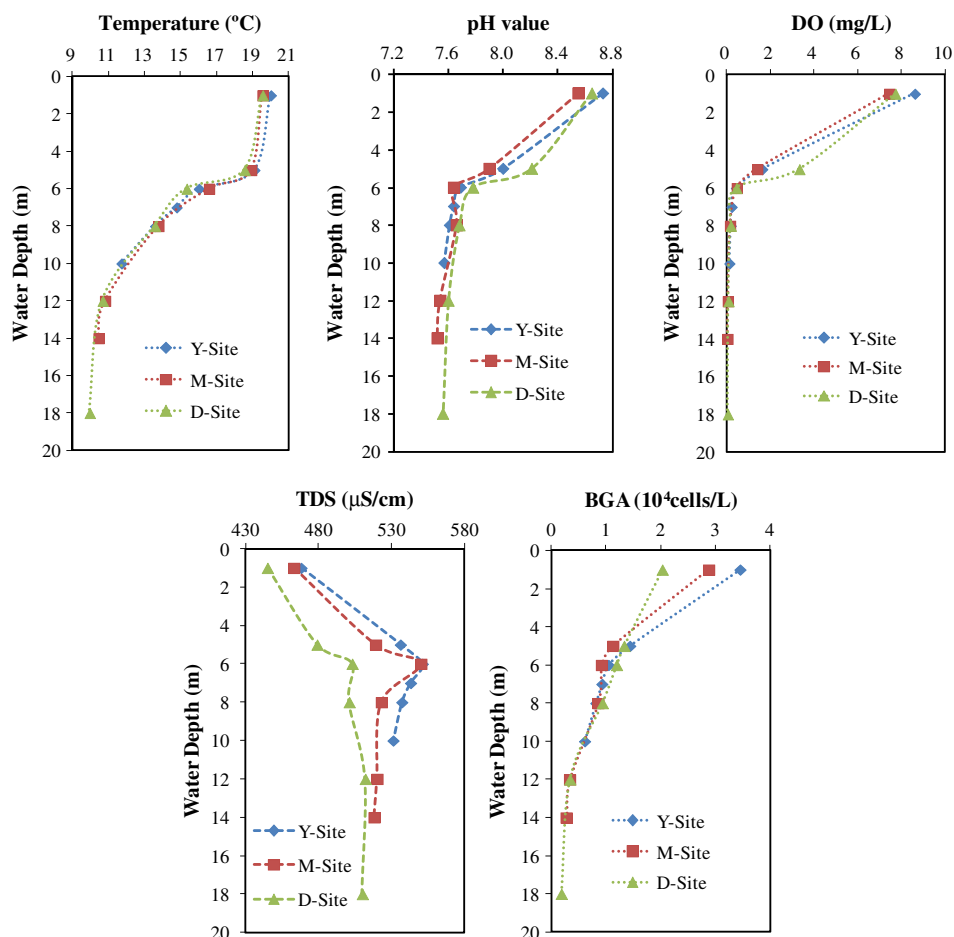 Temperature (ºC)
9 11 13 15 17 19 21
0
2
4
6
8
10
12
14
16
18
20
Water Depth (m)
Y-Site
M-Site
D-Site
pH value
7.2 7.6 8.0 8.4 8.8
0
2
4
6
8
10
12
14
16
18
20
Water Depth (m)
Y-Site
M-Site
D-Site
DO (mg/L)
0 2 4 6 8 10
0
2
4
6
8
10
12
14
16
18
20
Water Depth (m)
Y-Site
M-Site
D-Site
TDS (μS/cm)
430 480 530 580
0
2
4
6
8
10
12
14
16
18
20
Water Depth (m)
Y-Site
M-Site
D-Site
BGA (10⁴cells/L)
0 1 2 3 4
0
2
4
6
8
10
12
14
16
18
20
Water Depth (m)
Y-Site
M-Site
D-Site